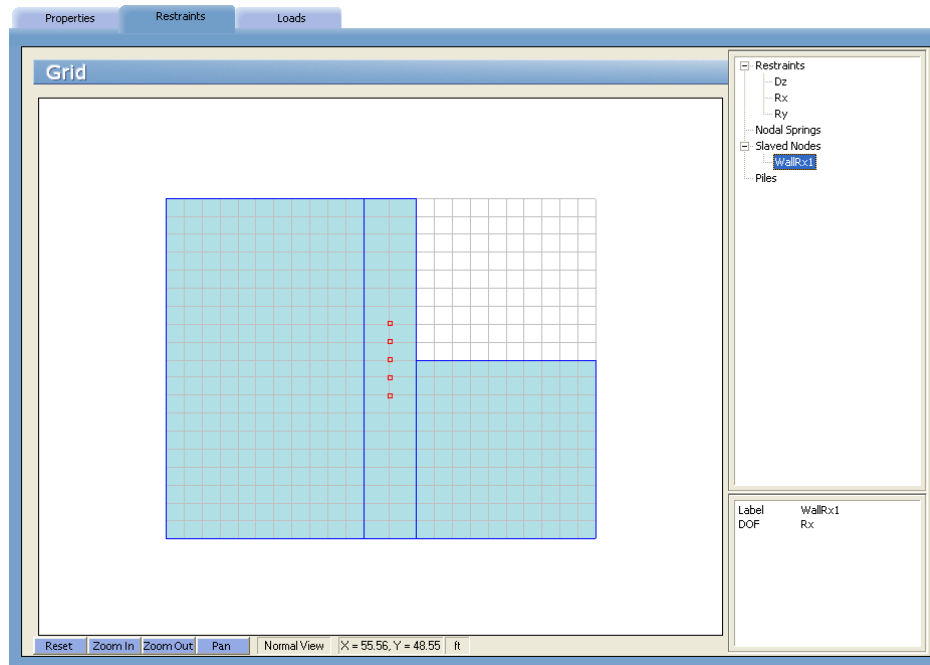 Properties Restraints Loads
Grid
Restraints
Dz
Rx
Ry
Nodal Springs
Slaved Nodes
WallRx1
Piles
Label WallRx1
DOF Rx
Reset Zoom In Zoom Out Pan Normal View X = 55.56, Y = 48.55 ft